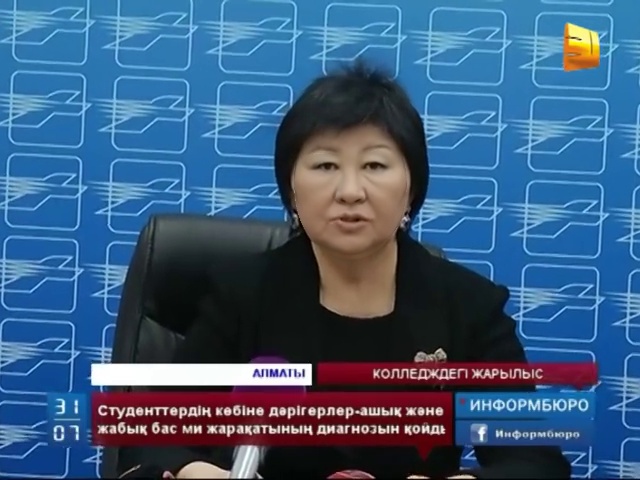 АЛМАТЫ
КОЛЛЕДЖДЕГІ ЖАРЫЛЫС
31
07
Студенттердің көбіне дәрігерлер-ашық және
жабық бас ми жарақатының диагнозын қойды
ИНФОРМБЮРО
Информбюро